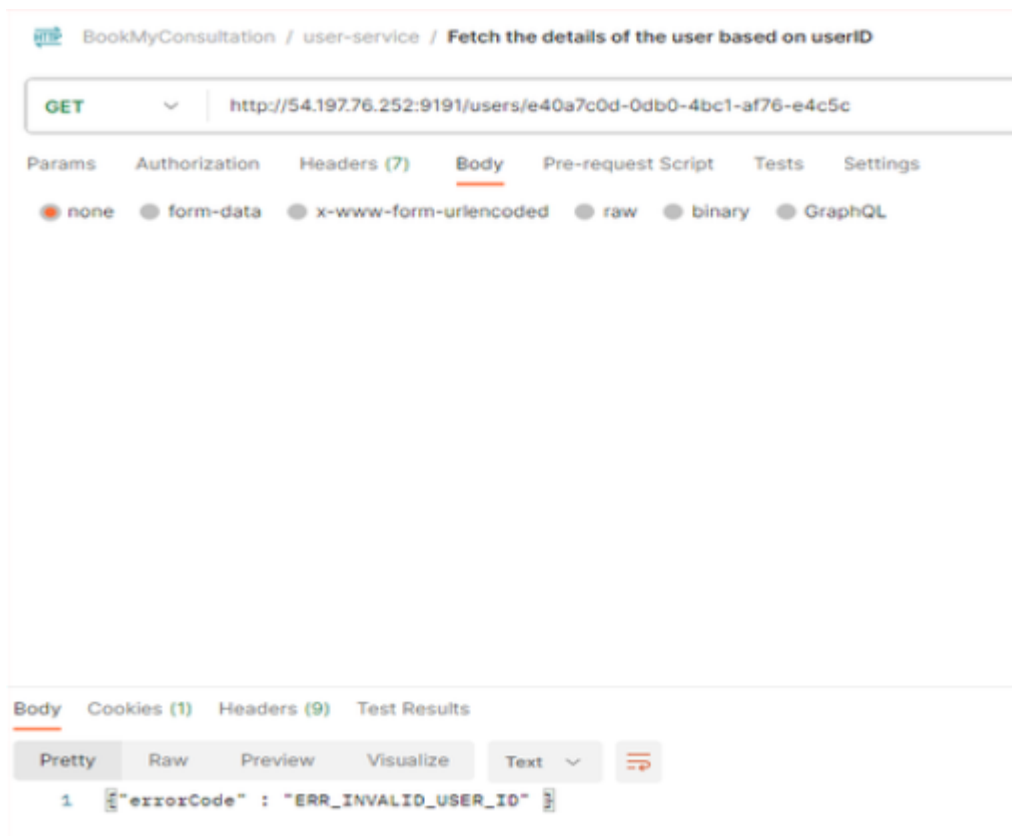 HTTP BookMyConsultation / user-service / Fetch the details of the user based on userID
GET http://54.197.76.252:9191/users/e40a7c0d-0db0-4bc1-af76-e4c5c
Params Authorization Headers (7) Body Pre-request Script Tests Settings
none form-data x-www-form-urlencoded raw binary GraphQL
Body Cookies (1) Headers (9) Test Results
Pretty Raw Preview Visualize Text
1 {"errorCode" : "ERR_INVALID_USER_ID" }